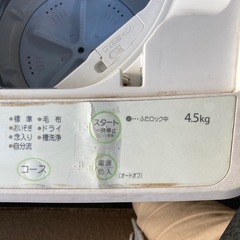 ・標準 ・毛布
・おいそぎ ・ドライ
・念入り ・槽洗浄
・自分流
コース
スタート
一時停止
●…ふたロック中
4.5kg
電源
切/入
(オートオフ)